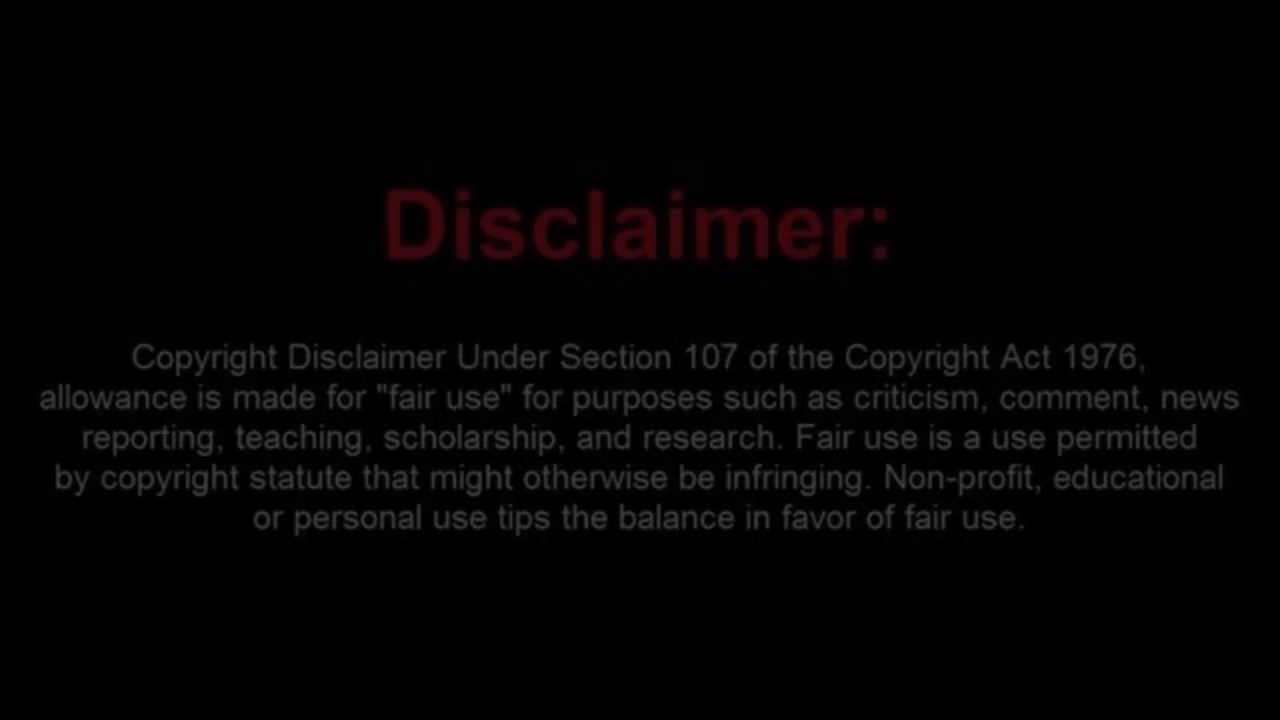 Disclaimer:
Copyright Disclaimer Under Section 107 of the Copyright Act 1976,
allowance is made for "fair use" for purposes such as criticism, comment, news
reporting, teaching, scholarship, and research. Fair use is a use permitted
by copyright statute that might otherwise be infringing. Non-profit, educational
or personal use tips the balance in favor of fair use.